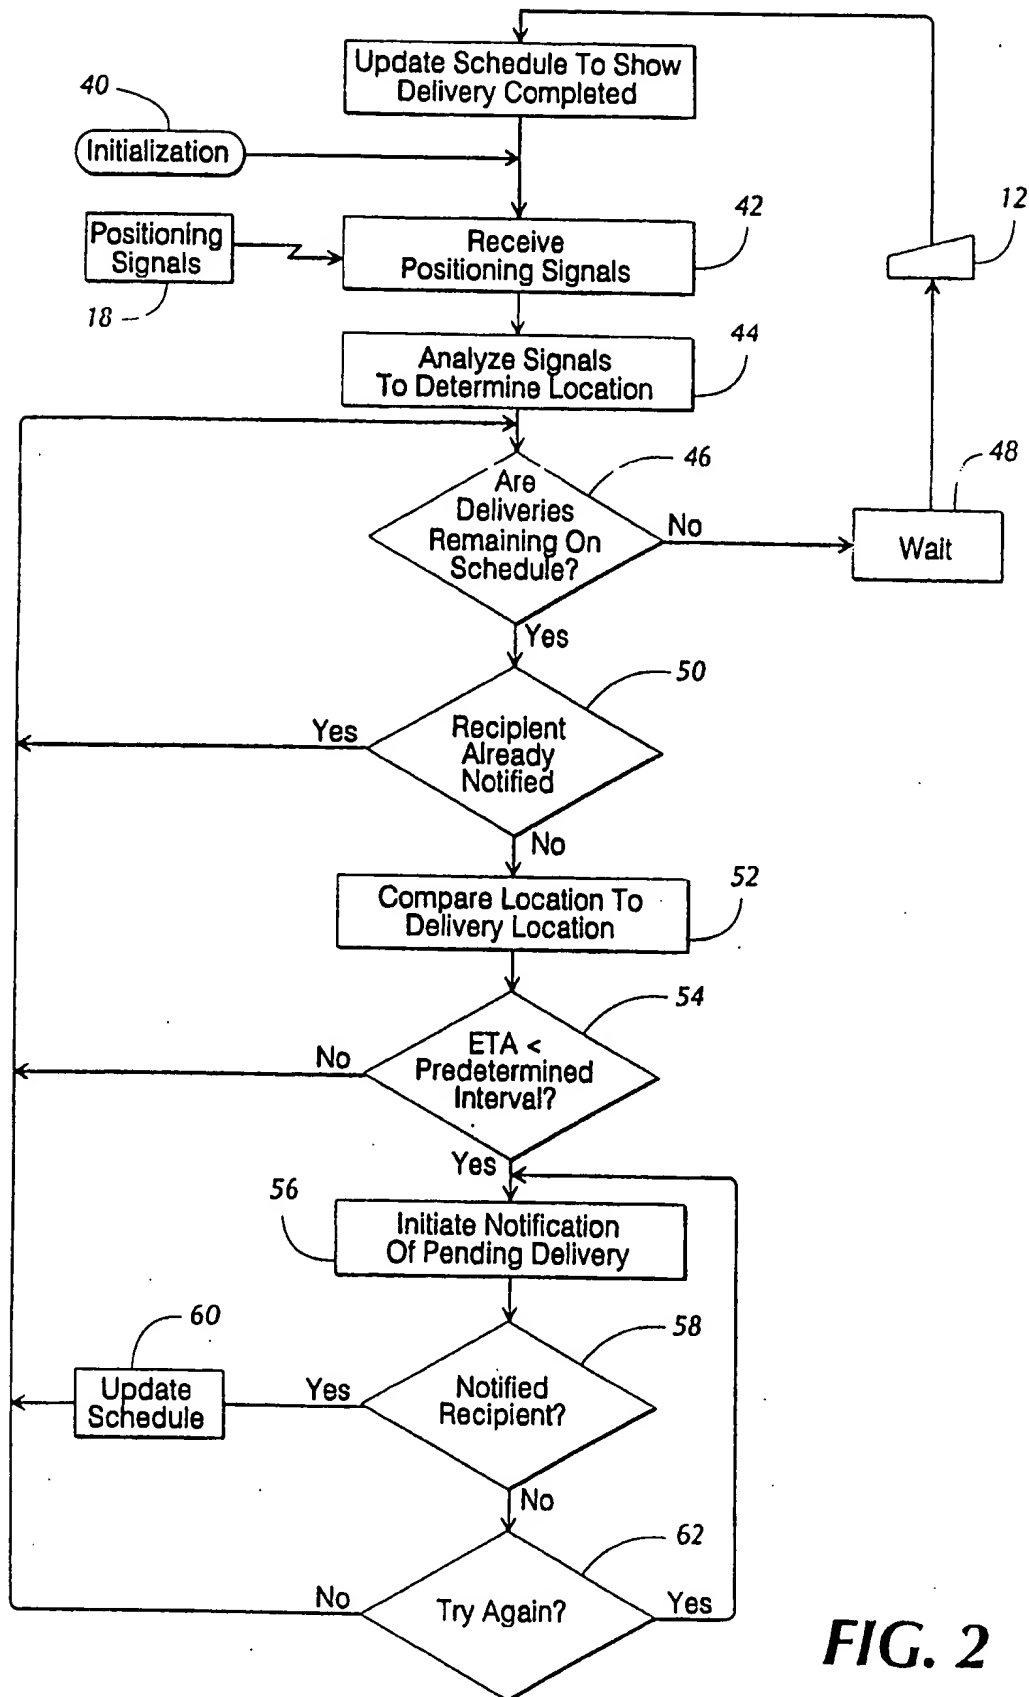 Update Schedule To Show
Delivery Completed
40
Initialization
Positioning
Signals
18
Receive
Positioning Signals
42
12
Analyze Signals
To Determine Location
44
Are
Deliveries
Remaining On
Schedule?
46
No
Wait
48
Yes
Recipient
Already
Notified
50
Yes
No
Compare Location To
Delivery Location
52
ETA <
Predetermined
Interval?
54
No
Yes
56
Initiate Notification
Of Pending Delivery
Notified
Recipient?
58
Yes
60
Update
Schedule
No
Try Again?
62
No
Yes
FIG. 2